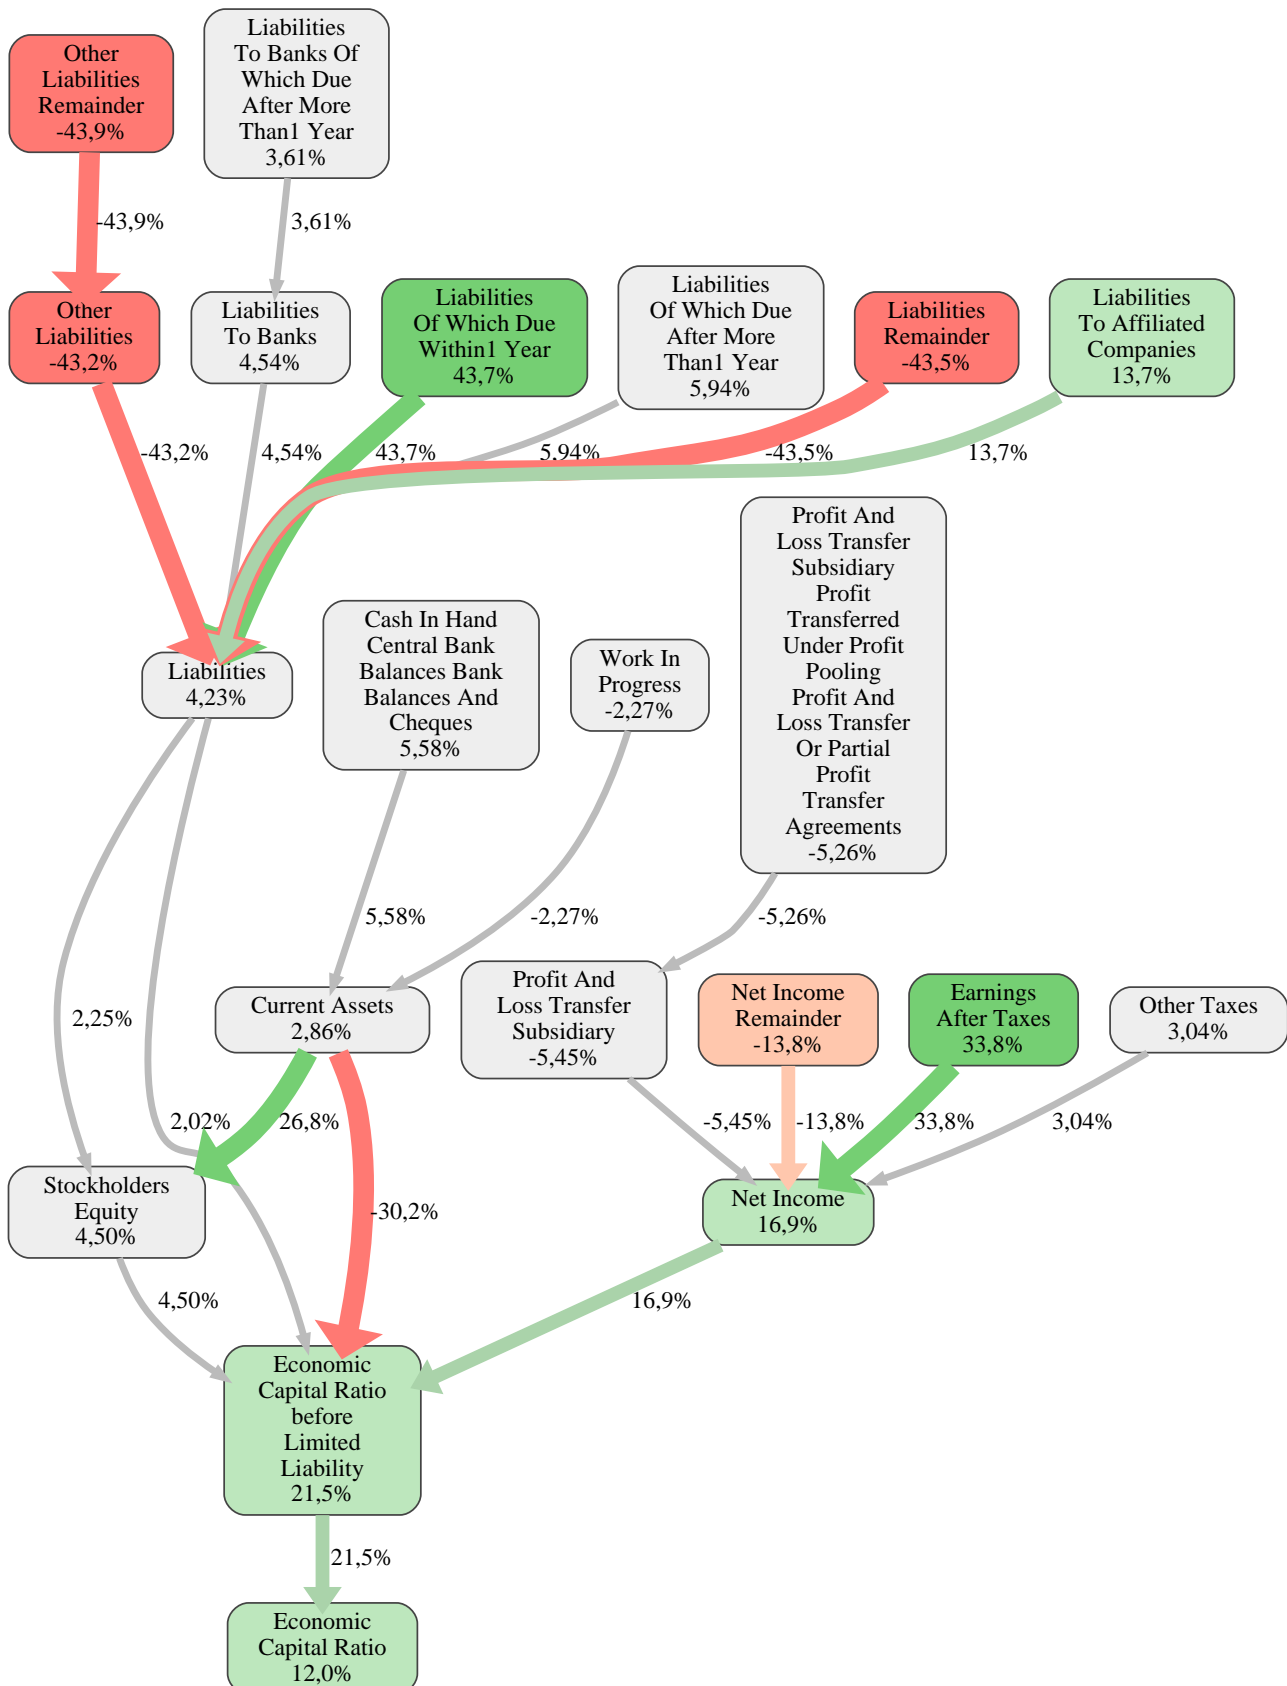 Other
Liabilities
Remainder
-43,9%
Liabilities
To Banks Of
Which Due
After More
Than1 Year
3,61%
-43,9%
3,61%
Other
Liabilities
-43,2%
Liabilities
To Banks
4,54%
Liabilities
Of Which Due
Within1 Year
43,7%
Liabilities
Of Which Due
After More
Than1 Year
5,94%
Liabilities
Remainder
-43,5%
Liabilities
To Affiliated
Companies
13,7%
-43,2%
4,54%
43,7%
5,94%
-43,5%
13,7%
Profit And
Loss Transfer
Subsidiary
Profit
Transferred
Under Profit
Pooling
Profit And
Loss Transfer
Or Partial
Profit
Transfer
Agreements
-5,26%
Cash In Hand
Central Bank
Balances Bank
Balances And
Cheques
5,58%
Work In
Progress
-2,27%
Liabilities
4,23%
5,58%
-2,27%
-5,26%
2,25%
Current Assets
2,86%
Profit And
Loss Transfer
Subsidiary
-5,45%
Net Income
Remainder
-13,8%
Earnings
After Taxes
33,8%
Other Taxes
3,04%
2,02%
26,8%
-5,45%
-13,8%
33,8%
3,04%
Stockholders
Equity
4,50%
-30,2%
Net Income
16,9%
4,50%
16,9%
Economic
Capital Ratio
before
Limited
Liability
21,5%
21,5%
Economic
Capital Ratio
12,0%